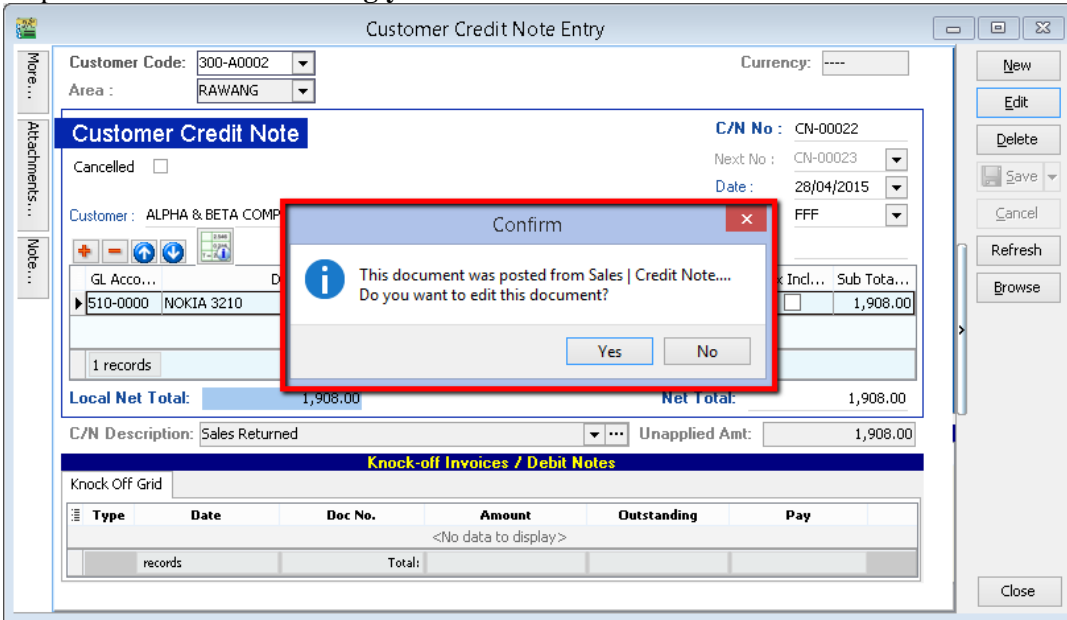 Customer Credit Note Entry
More...
Attachments...
Note...
Customer Code: 300-A0002
Currency: ----
Area : RAWANG
New
Edit
Delete
Save
Cancel
Refresh
Browse
Customer Credit Note
C/N No : CN-00022
Cancelled
Next No : CN-00023
Date : 28/04/2015
Customer : ALPHA & BETA COMP
FFF
Confirm
This document was posted from Sales | Credit Note....
Do you want to edit this document?
Yes No
GL Acco... D Incl... Sub Tota...
510-0000 NOKIA 3210 1,908.00
1 records
Local Net Total: 1,908.00 Net Total: 1,908.00
C/N Description: Sales Returned Unapplied Amt: 1,908.00
Knock-off Invoices / Debit Notes
Knock Off Grid
Type Date Doc No. Amount Outstanding Pay
<No data to display>
records Total:
Close